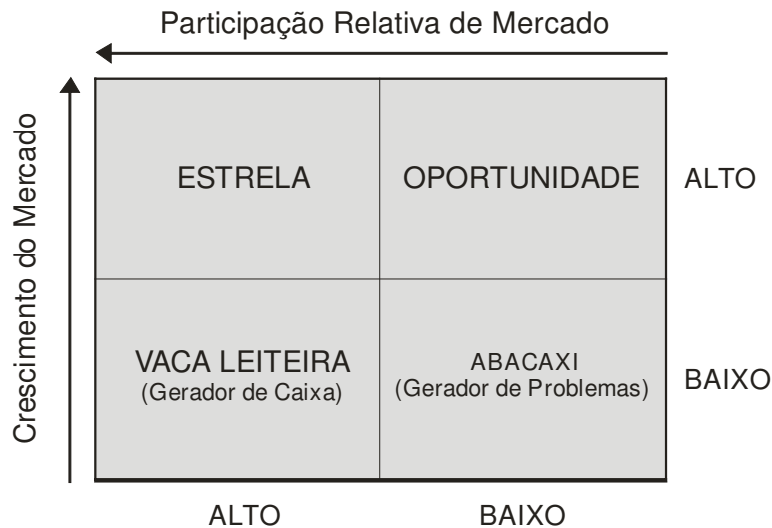 Participação Relativa de Mercado
Crescimento do Mercado
ESTRELA
OPORTUNIDADE
ALTO
VACA LEITEIRA
(Gerador de Caixa)
ABACAXI
(Gerador de Problemas)
BAIXO
ALTO
BAIXO